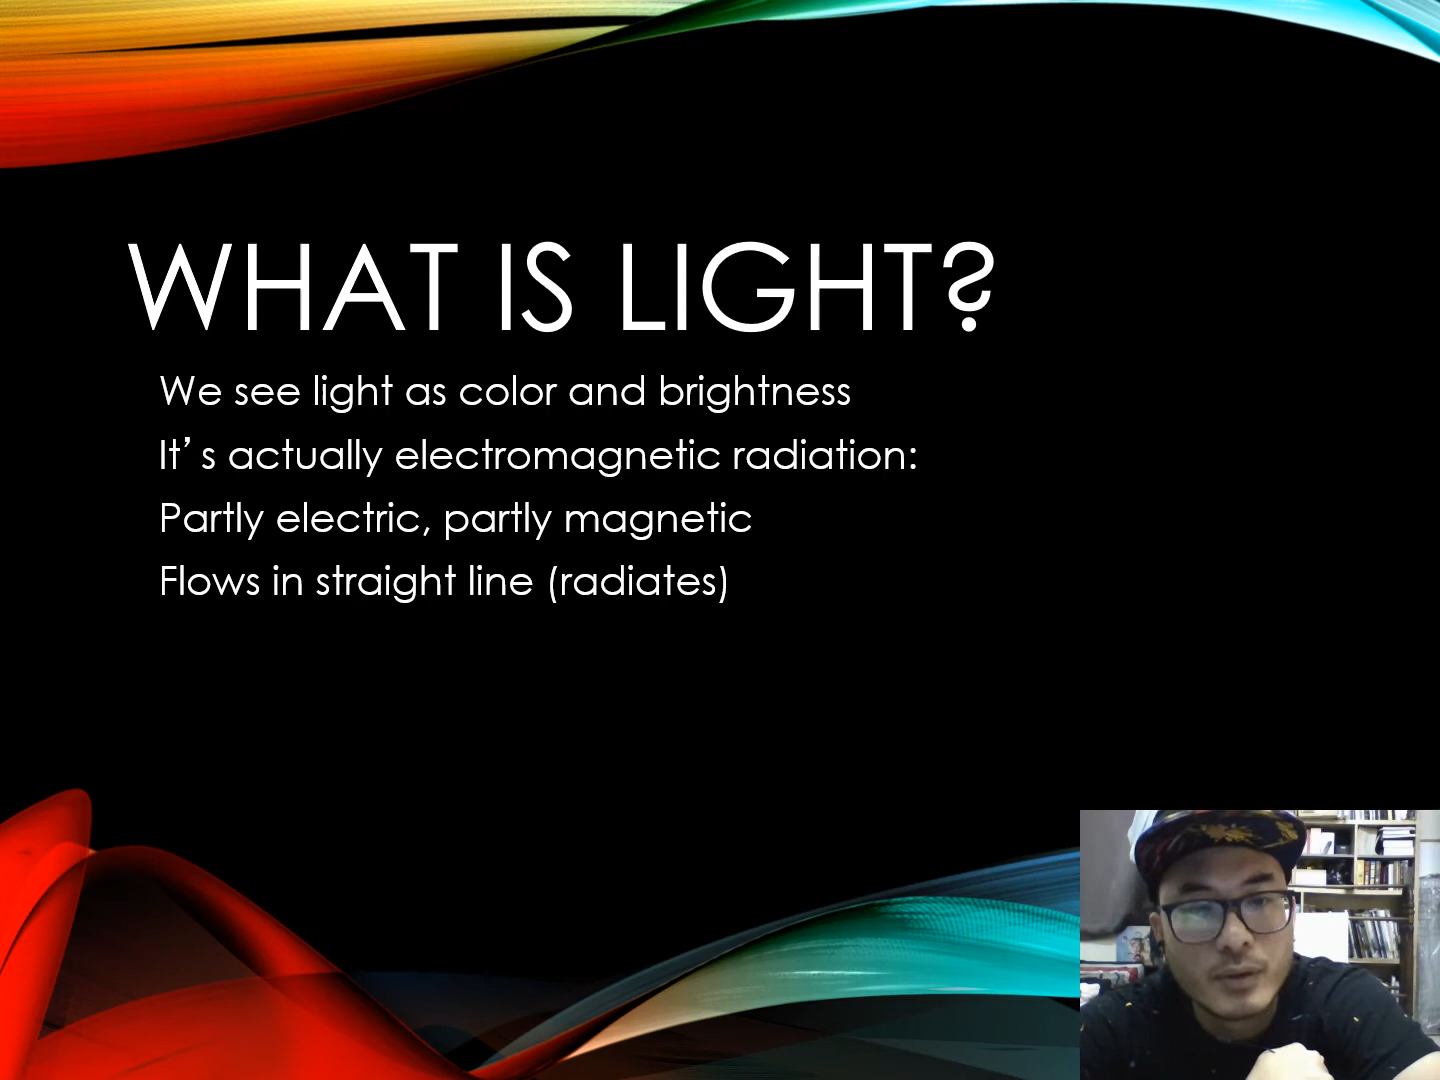 WHAT IS LIGHT?
We see light as color and brightness
It’s actually electromagnetic radiation:
Partly electric, partly magnetic
Flows in straight line (radiates)